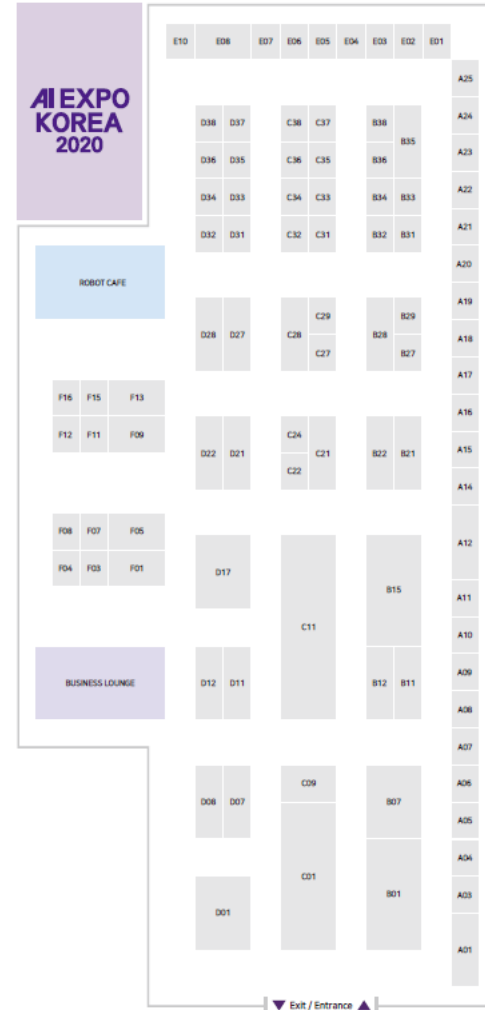 AI EXPO
KOREA
2020
E10 E08 E07 E06 E05 E04 E03 E02 E01
A25
D38 D37 C38 C37 B38 B35 A24
D36 D35 C36 C35 B36 A23
D34 D33 C34 C33 B34 B33 A22
D32 D31 C32 C31 B32 B31 A21
A20
ROBOT CAFE
A19
C29 B29
D28 D27 C28 B28 A18
C27 B27
A17
F16 F15 F13
A16
F12 F11 F09 C24
D22 D21 C21 B22 B21 A15
C22
A14
F08 F07 F05
A12
F04 F03 F01 D17
B15 A11
C11
A10
BUSINESS LOUNGE D12 D11 B12 B11 A09
A08
A07
C09 A06
D08 D07 B07
A05
A04
C01
B01 A03
D01
A01
▼ Exit / Entrance ▲